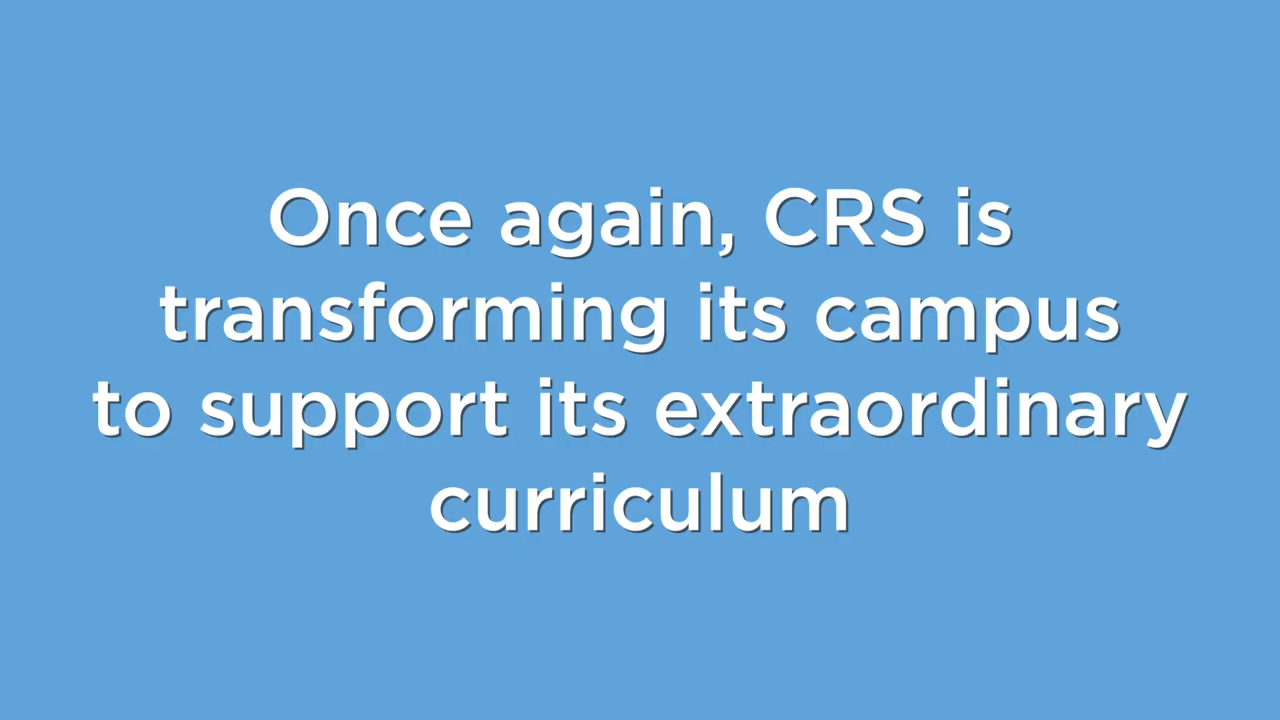 Once again, CRS is
transforming its campus
to support its extraordinary
curriculum